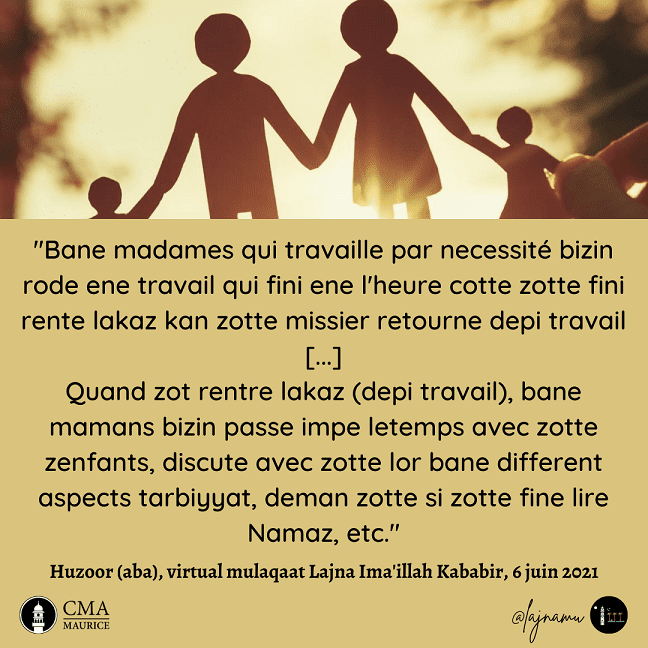 "Bane madames qui travaille par necessité bizin
rode ene travail qui fini ene l'heure cotte zotte fini
rente lakaz kan zotte missier retourne depi travail
[...]
Quand zot rentre lakaz (depi travail), bane
mamans bizin passe impe letemps avec zotte
zenfants, discute avec zotte lor bane different
aspects tarbiyyat, deman zotte si zotte fine lire
Namaz, etc."
Huzoor (aba), virtual mulaqaat Lajna Ima'illah Kababir, 6 juin 2021
CMA
MAURICE
@lajnamu